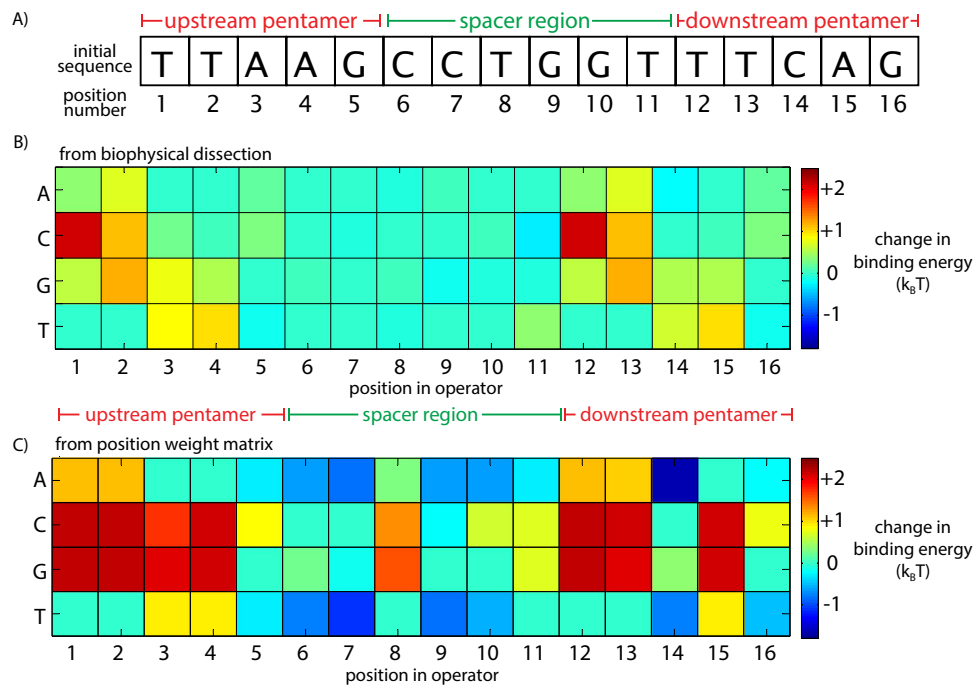 A) upstream pentamer spacer region downstream pentamer
initial sequence T T A A G C C T G G T T T C A G
position number 1 2 3 4 5 6 7 8 9 10 11 12 13 14 15 16
B) from biophysical dissection
A
C
G
T
1 2 3 4 5 6 7 8 9 10 11 12 13 14 15 16
position in operator
+2
+1
0
-1
change in
binding energy
(kBT)
upstream pentamer spacer region downstream pentamer
C) from position weight matrix
A
C
G
T
1 2 3 4 5 6 7 8 9 10 11 12 13 14 15 16
position in operator
+2
+1
0
-1
change in
binding energy
(kBT)